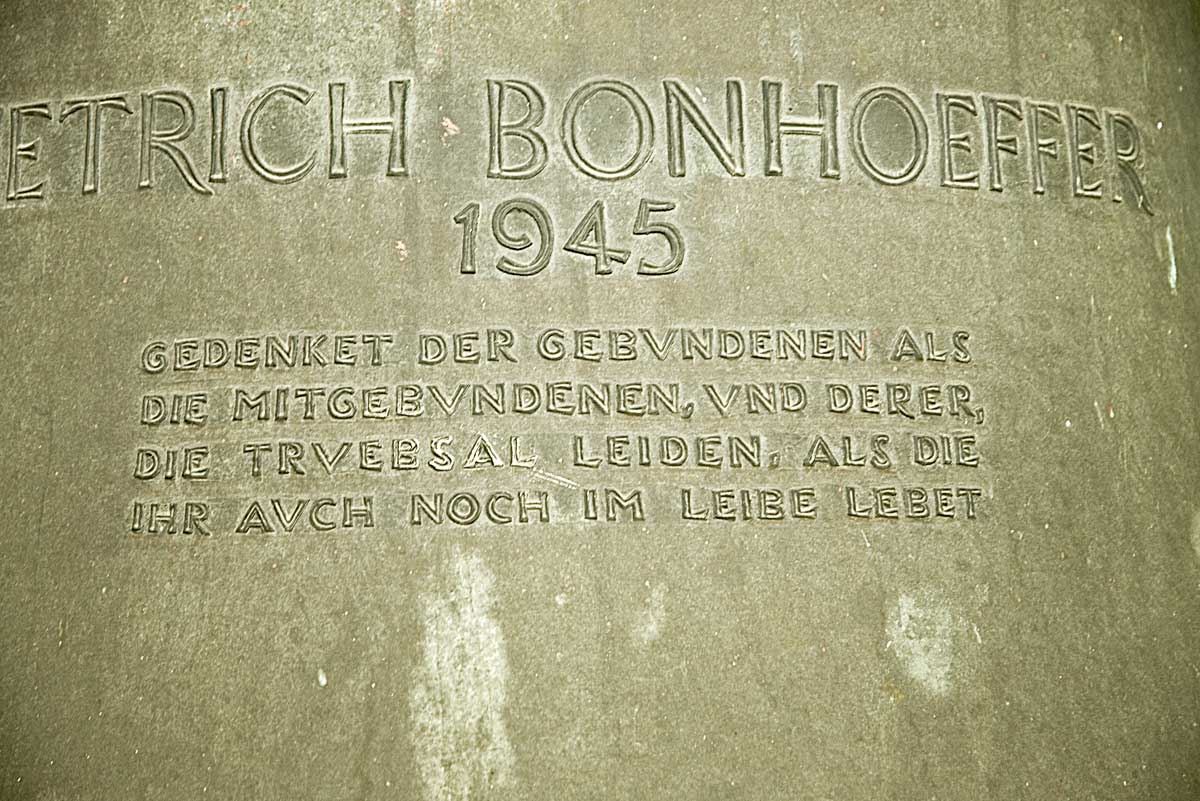 ETRICH BONHOEFFER
1945
GEDENKET DER GEBVNDENEN ALS
DIE MITGEBVNDENEN, VND DERER,
DIE TRVEBSAL LEIDEN, ALS DIE
IHR AVCH NOCH IM LEIBE LEBET